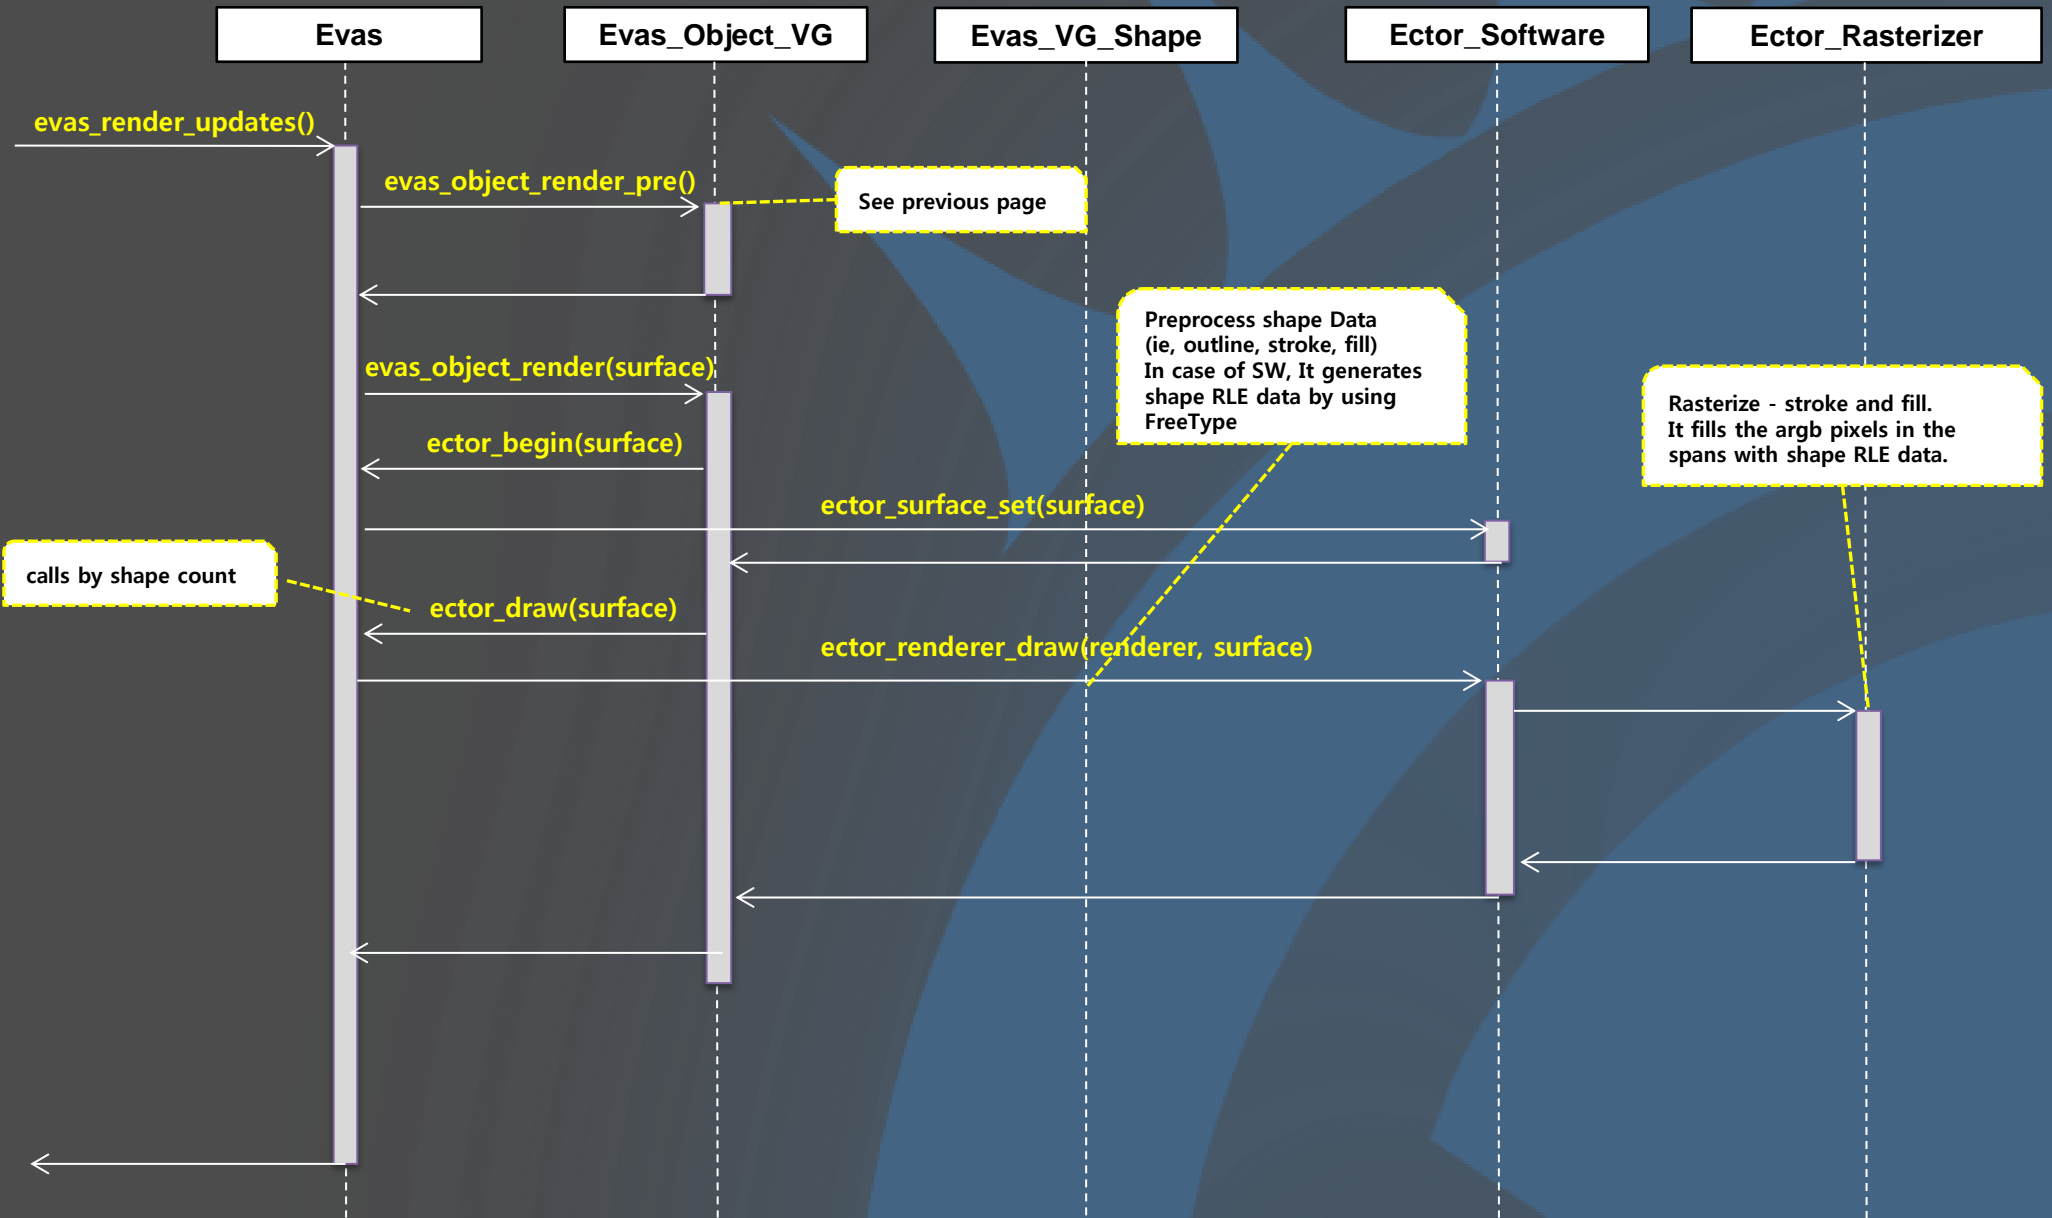 Evas
Evas_Object_VG
Evas_VG_Shape
Ector_Software
Ector_Rasterizer
evas_render_updates()
evas_object_render_pre()
See previous page
Preprocess shape Data
(ie, outline, stroke, fill)
In case of SW, It generates
shape RLE data by using
FreeType
evas_object_render(surface)
Rasterize - stroke and fill.
It fills the argb pixels in the
spans with shape RLE data.
ector_begin(surface)
ector_surface_set(surface)
calls by shape count
ector_draw(surface)
ector_renderer_draw(renderer, surface)